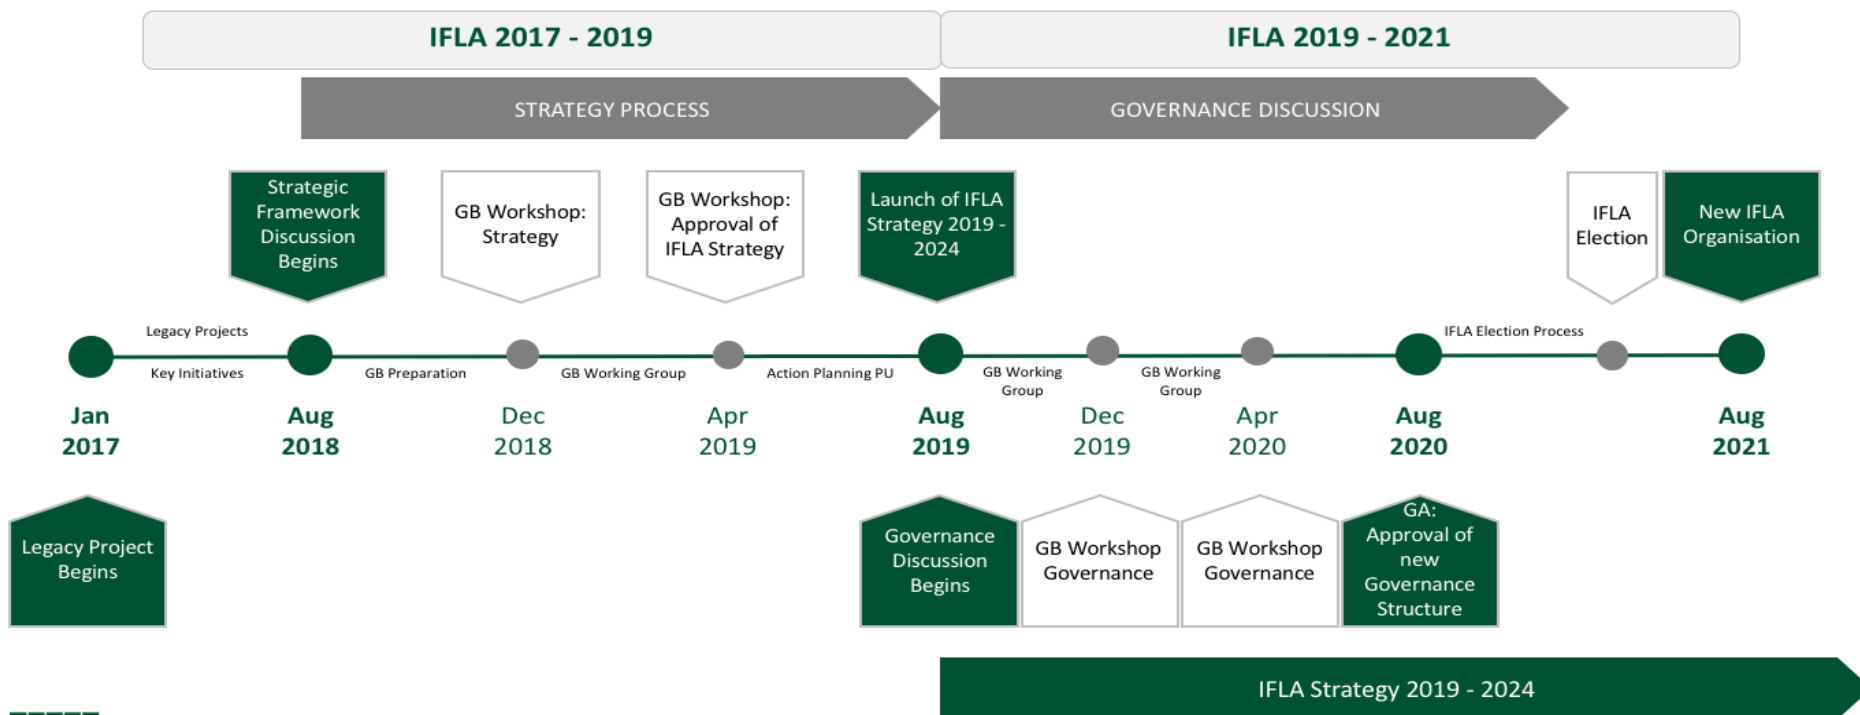 IFLA 2017 - 2019
IFLA 2019 - 2021
STRATEGY PROCESS
GOVERNANCE DISCUSSION
Strategic
Framework
Discussion
Begins
GB Workshop:
Strategy
GB Workshop:
Approval of
IFLA Strategy
Launch of IFLA
Strategy 2019 -
2024
IFLA
Election
New IFLA
Organisation
Legacy Projects
Key Initiatives
GB Preparation
GB Working Group
Action Planning PU
GB Working
Group
GB Working
Group
IFLA Election Process
Jan
2017
Aug
2018
Dec
2018
Apr
2019
Aug
2019
Dec
2019
Apr
2020
Aug
2020
Aug
2021
Legacy Project
Begins
Governance
Discussion
Begins
GB Workshop
Governance
GB Workshop
Governance
GA:
Approval of
new
Governance
Structure
IFLA Strategy 2019 - 2024